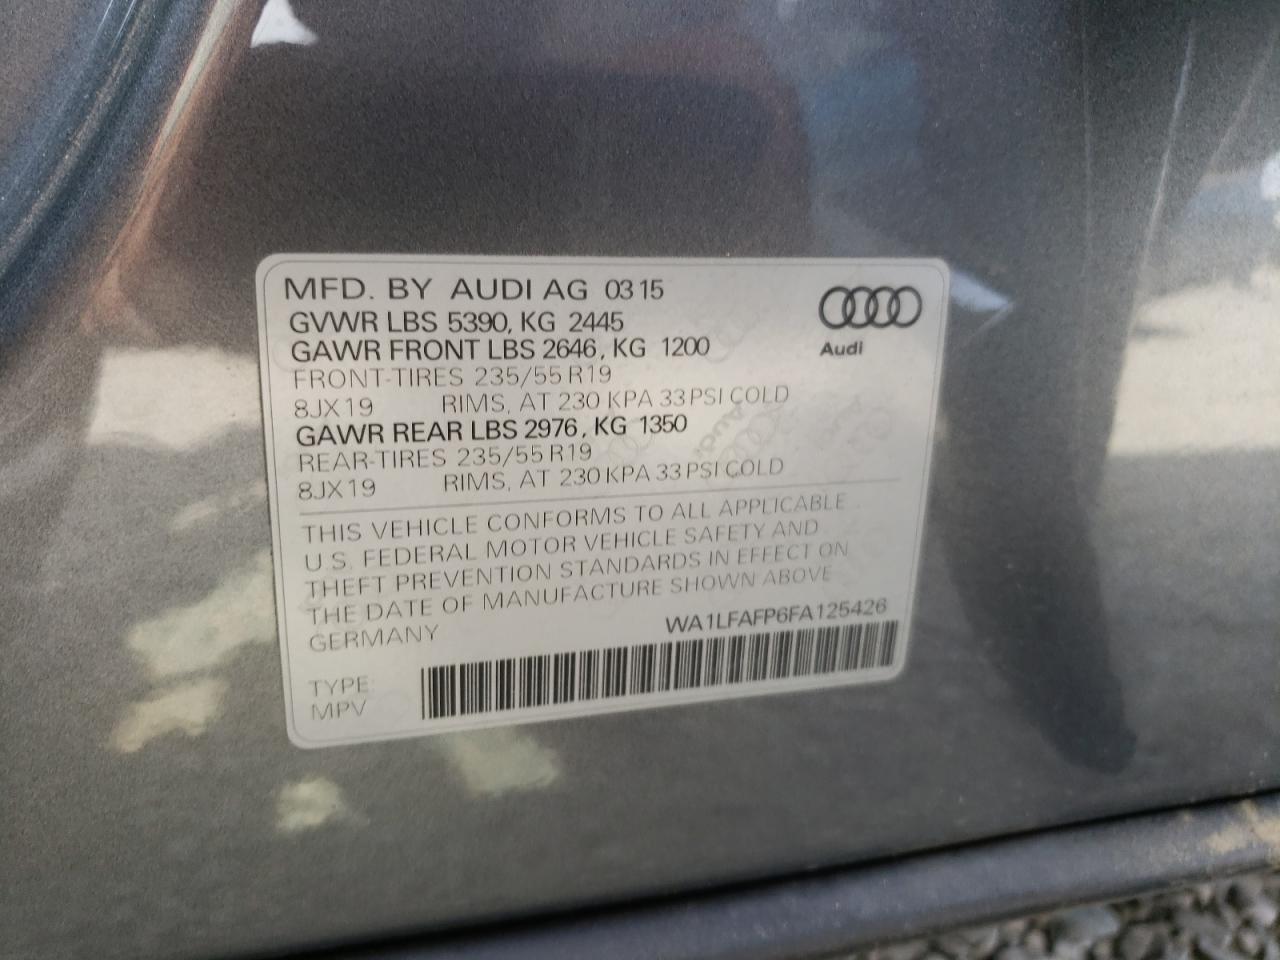 MFD. BY AUDI AG 0315
GVWR LBS 5390, KG 2445
GAWR FRONT LBS 2646, KG 1200
FRONT-TIRES 235/55 R19
8JX19 RIMS, AT 230 KPA 33 PSI COLD
GAWR REAR LBS 2976, KG 1350
REAR-TIRES 235/55 R19
8JX19 RIMS, AT 230 KPA 33 PSI COLD
Audi
THIS VEHICLE CONFORMS TO ALL APPLICABLE
U.S. FEDERAL MOTOR VEHICLE SAFETY AND
THEFT PREVENTION STANDARDS IN EFFECT ON
THE DATE OF MANUFACTURE SHOWN ABOVE
GERMANY
WA1LFAFP6FA125426
TYPE:
MPV